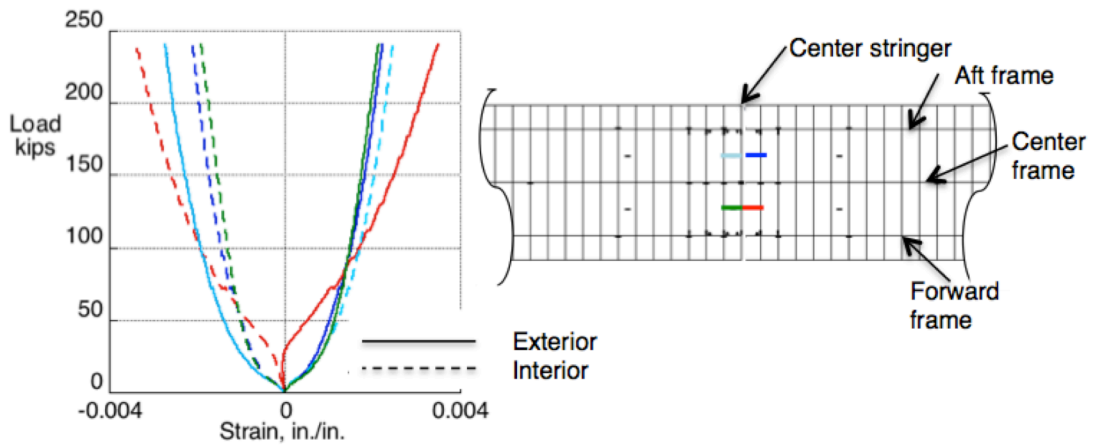 250
200
Load
kips
150
100
50
0
-0.004
0
0.004
Strain, in./in.
Exterior
Interior
Center stringer
Aft frame
Center
frame
Forward
frame